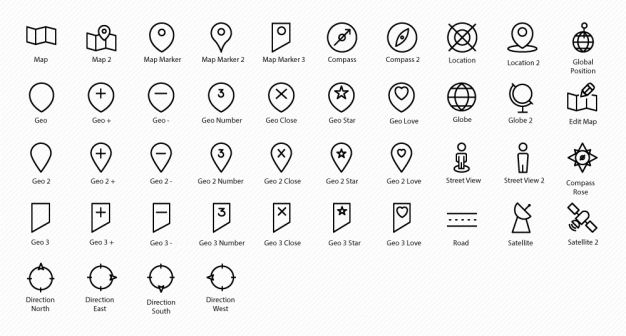 Map
Map 2
Map Marker
Map Marker 2
Map Marker 3
Compass
Compass 2
Location
Location 2
Global
Position
Geo
Geo +
Geo -
3
Geo Number
Geo Close
Geo Star
Geo Love
Globe
Globe 2
Edit Map
Geo 2
Geo 2 +
Geo 2 -
3
Geo 2 Number
Geo 2 Close
Geo 2 Star
Geo 2 Love
Street View
Street View 2
Compass
Rose
Geo 3
Geo 3 +
Geo 3 -
3
Geo 3 Number
Geo 3 Close
Geo 3 Star
Geo 3 Love
Road
Satellite
Satellite 2
Direction
North
Direction
East
Direction
South
Direction
West